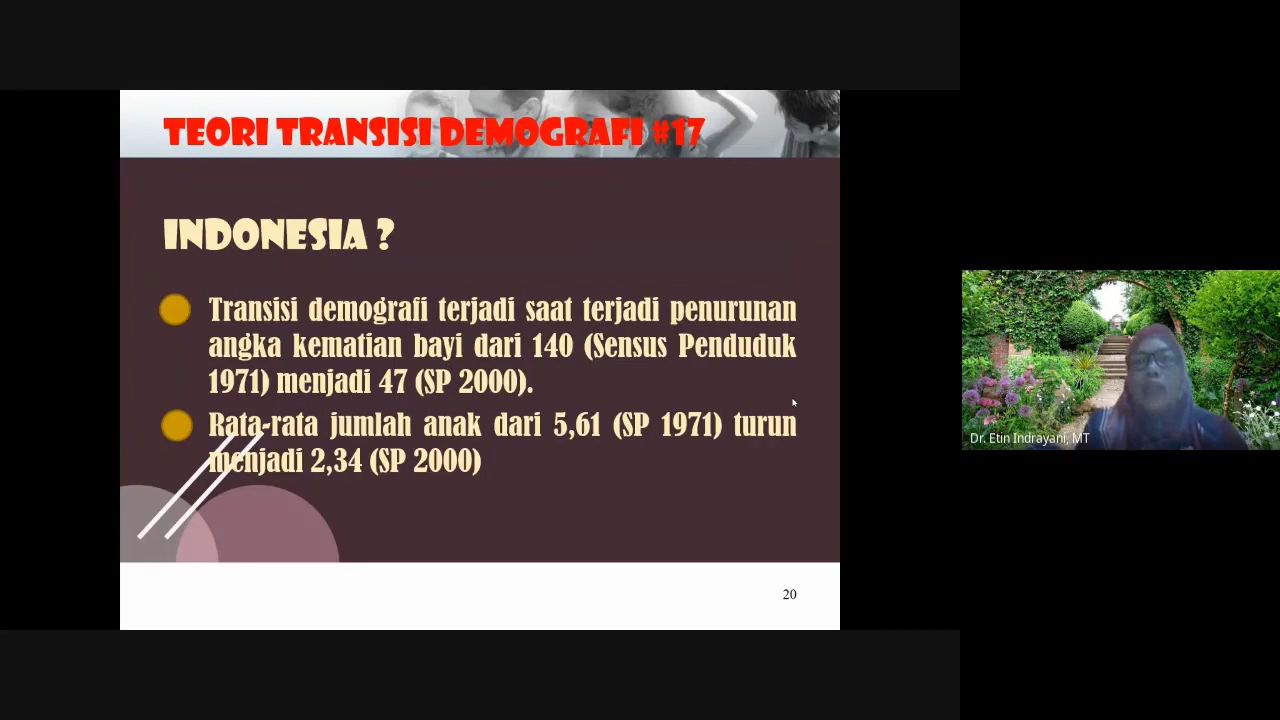 TEORI TRANSISI DEMOGRAFI #17
INDONESIA ?
Transisi demografi terjadi saat terjadi penurunan
angka kematian bayi dari 140 (Sensus Penduduk
1971) menjadi 47 (SP 2000).
Rata-rata jumlah anak dari 5,61 (SP 1971) turun
menjadi 2,34 (SP 2000)
20
Dr. Etin Indrayani, MT